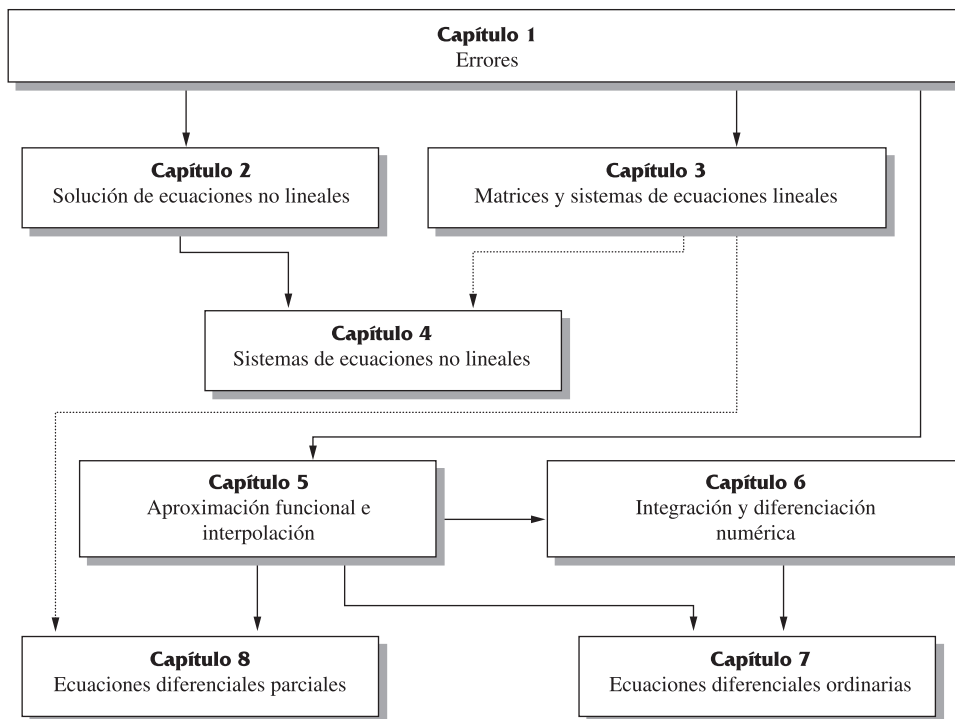 Capítulo 1
Errores
Capítulo 2
Solución de ecuaciones no lineales
Capítulo 3
Matrices y sistemas de ecuaciones lineales
Capítulo 4
Sistemas de ecuaciones no lineales
Capítulo 5
Aproximación funcional e
interpolación
Capítulo 6
Integración y diferenciación
numérica
Capítulo 8
Ecuaciones diferenciales parciales
Capítulo 7
Ecuaciones diferenciales ordinarias